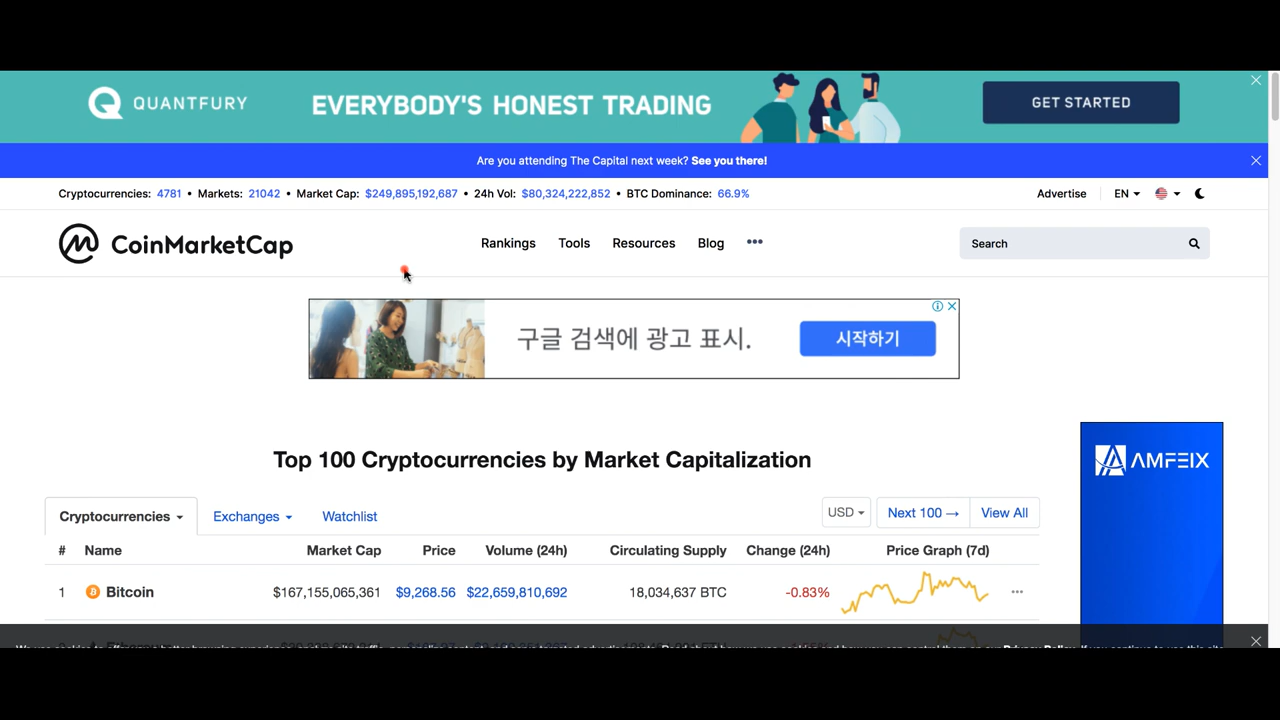 QUANTFURY
EVERYBODY'S HONEST TRADING
GET STARTED
Are you attending The Capital next week? See you there!
Cryptocurrencies: 4781 • Markets: 21042 • Market Cap: $249,895,192,687 • 24h Vol: $80,324,222,852 • BTC Dominance: 66.9%
Advertise
EN
CoinMarketCap
Rankings
Tools
Resources
Blog
Search
구글 검색에 광고 표시.
시작하기
Top 100 Cryptocurrencies by Market Capitalization
AMFEIX
Cryptocurrencies
Exchanges
Watchlist
USD
Next 100 →
View All
# Name Market Cap Price Volume (24h) Circulating Supply Change (24h) Price Graph (7d)
1 Bitcoin $167,155,065,361 $9,268.56 $22,659,810,692 18,034,637 BTC -0.83%